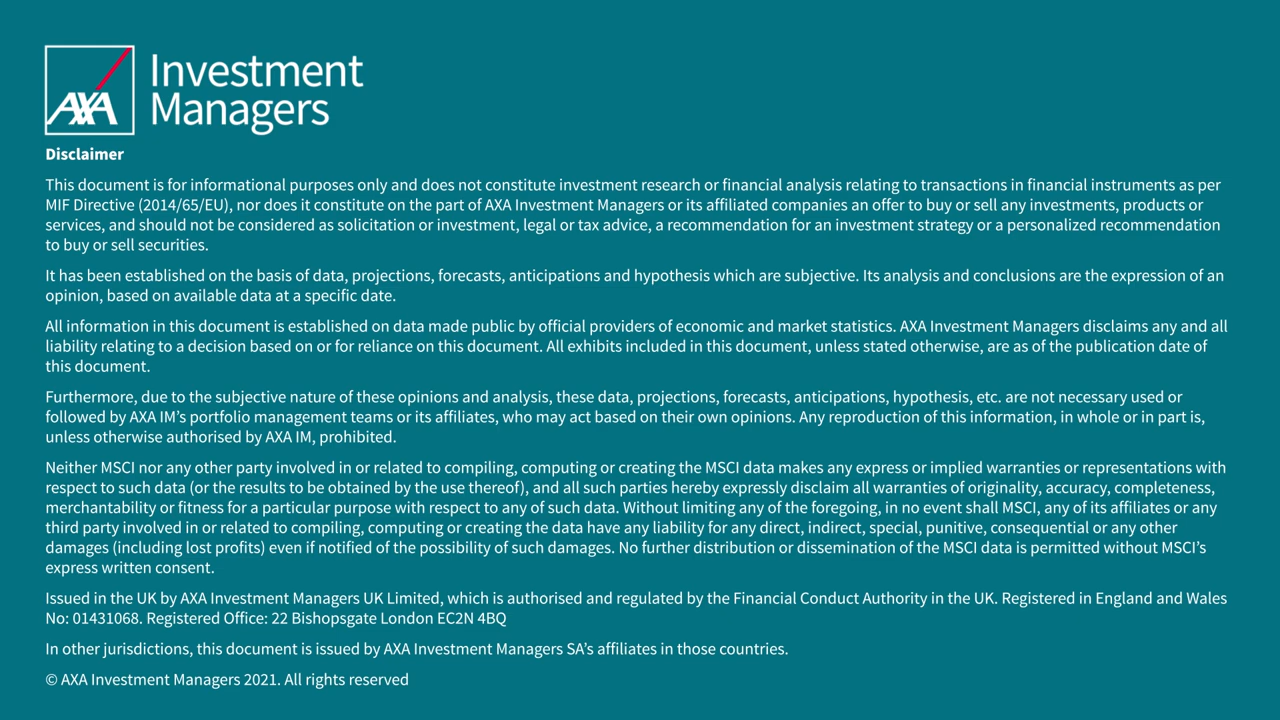 AXA
Investment
Managers
Disclaimer
This document is for informational purposes only and does not constitute investment research or financial analysis relating to transactions in financial instruments as per
MIF Directive (2014/65/EU), nor does it constitute on the part of AXA Investment Managers or its affiliated companies an offer to buy or sell any investments, products or
services, and should not be considered as solicitation or investment, legal or tax advice, a recommendation for an investment strategy or a personalized recommendation
to buy or sell securities.
It has been established on the basis of data, projections, forecasts, anticipations and hypothesis which are subjective. Its analysis and conclusions are the expression of an
opinion, based on available data at a specific date.
All information in this document is established on data made public by official providers of economic and market statistics. AXA Investment Managers disclaims any and all
liability relating to a decision based on or for reliance on this document. All exhibits included in this document, unless stated otherwise, are as of the publication date of
this document.
Furthermore, due to the subjective nature of these opinions and analysis, these data, projections, forecasts, anticipations, hypothesis, etc. are not necessary used or
followed by AXA IM’s portfolio management teams or its affiliates, who may act based on their own opinions. Any reproduction of this information, in whole or in part is,
unless otherwise authorised by AXA IM, prohibited.
Neither MSCI nor any other party involved in or related to compiling, computing or creating the MSCI data makes any express or implied warranties or representations with
respect to such data (or the results to be obtained by the use thereof), and all such parties hereby expressly disclaim all warranties of originality, accuracy, completeness,
merchantability or fitness for a particular purpose with respect to any of such data. Without limiting any of the foregoing, in no event shall MSCI, any of its affiliates or any
third party involved in or related to compiling, computing or creating the data have any liability for any direct, indirect, special, punitive, consequential or any other
damages (including lost profits) even if notified of the possibility of such damages. No further distribution or dissemination of the MSCI data is permitted without MSCI’s
express written consent.
Issued in the UK by AXA Investment Managers UK Limited, which is authorised and regulated by the Financial Conduct Authority in the UK. Registered in England and Wales
No: 01431068. Registered Office: 22 Bishopsgate London EC2N 4BQ
In other jurisdictions, this document is issued by AXA Investment Managers SA’s affiliates in those countries.
© AXA Investment Managers 2021. All rights reserved